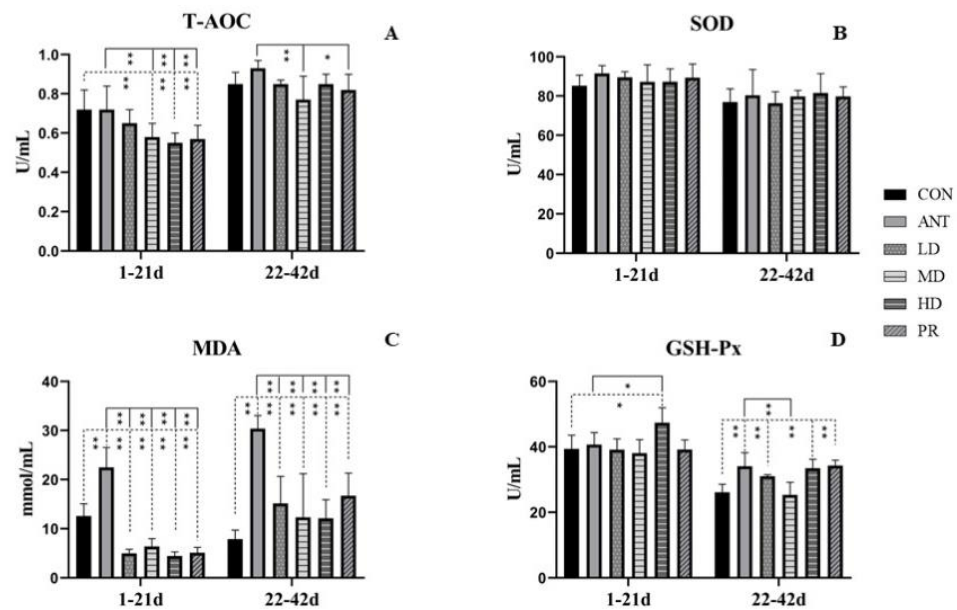 T-AOC
A
U/mL
1.0
0.8
0.6
0.4
0.2
0.0
** ** **
** ** **
** *
1-21d
22-42d
SOD
B
U/mL
100
80
60
40
20
0
1-21d
22-42d
CON
ANT
LD
MD
HD
PR
MDA
C
mmol/mL
40
30
20
10
0
** ** ** **
** ** ** ** **
** ** ** **
** ** ** ** **
1-21d
22-42d
GSH-Px
D
U/mL
60
40
20
0
*
*
**
** ** ** **
1-21d
22-42d